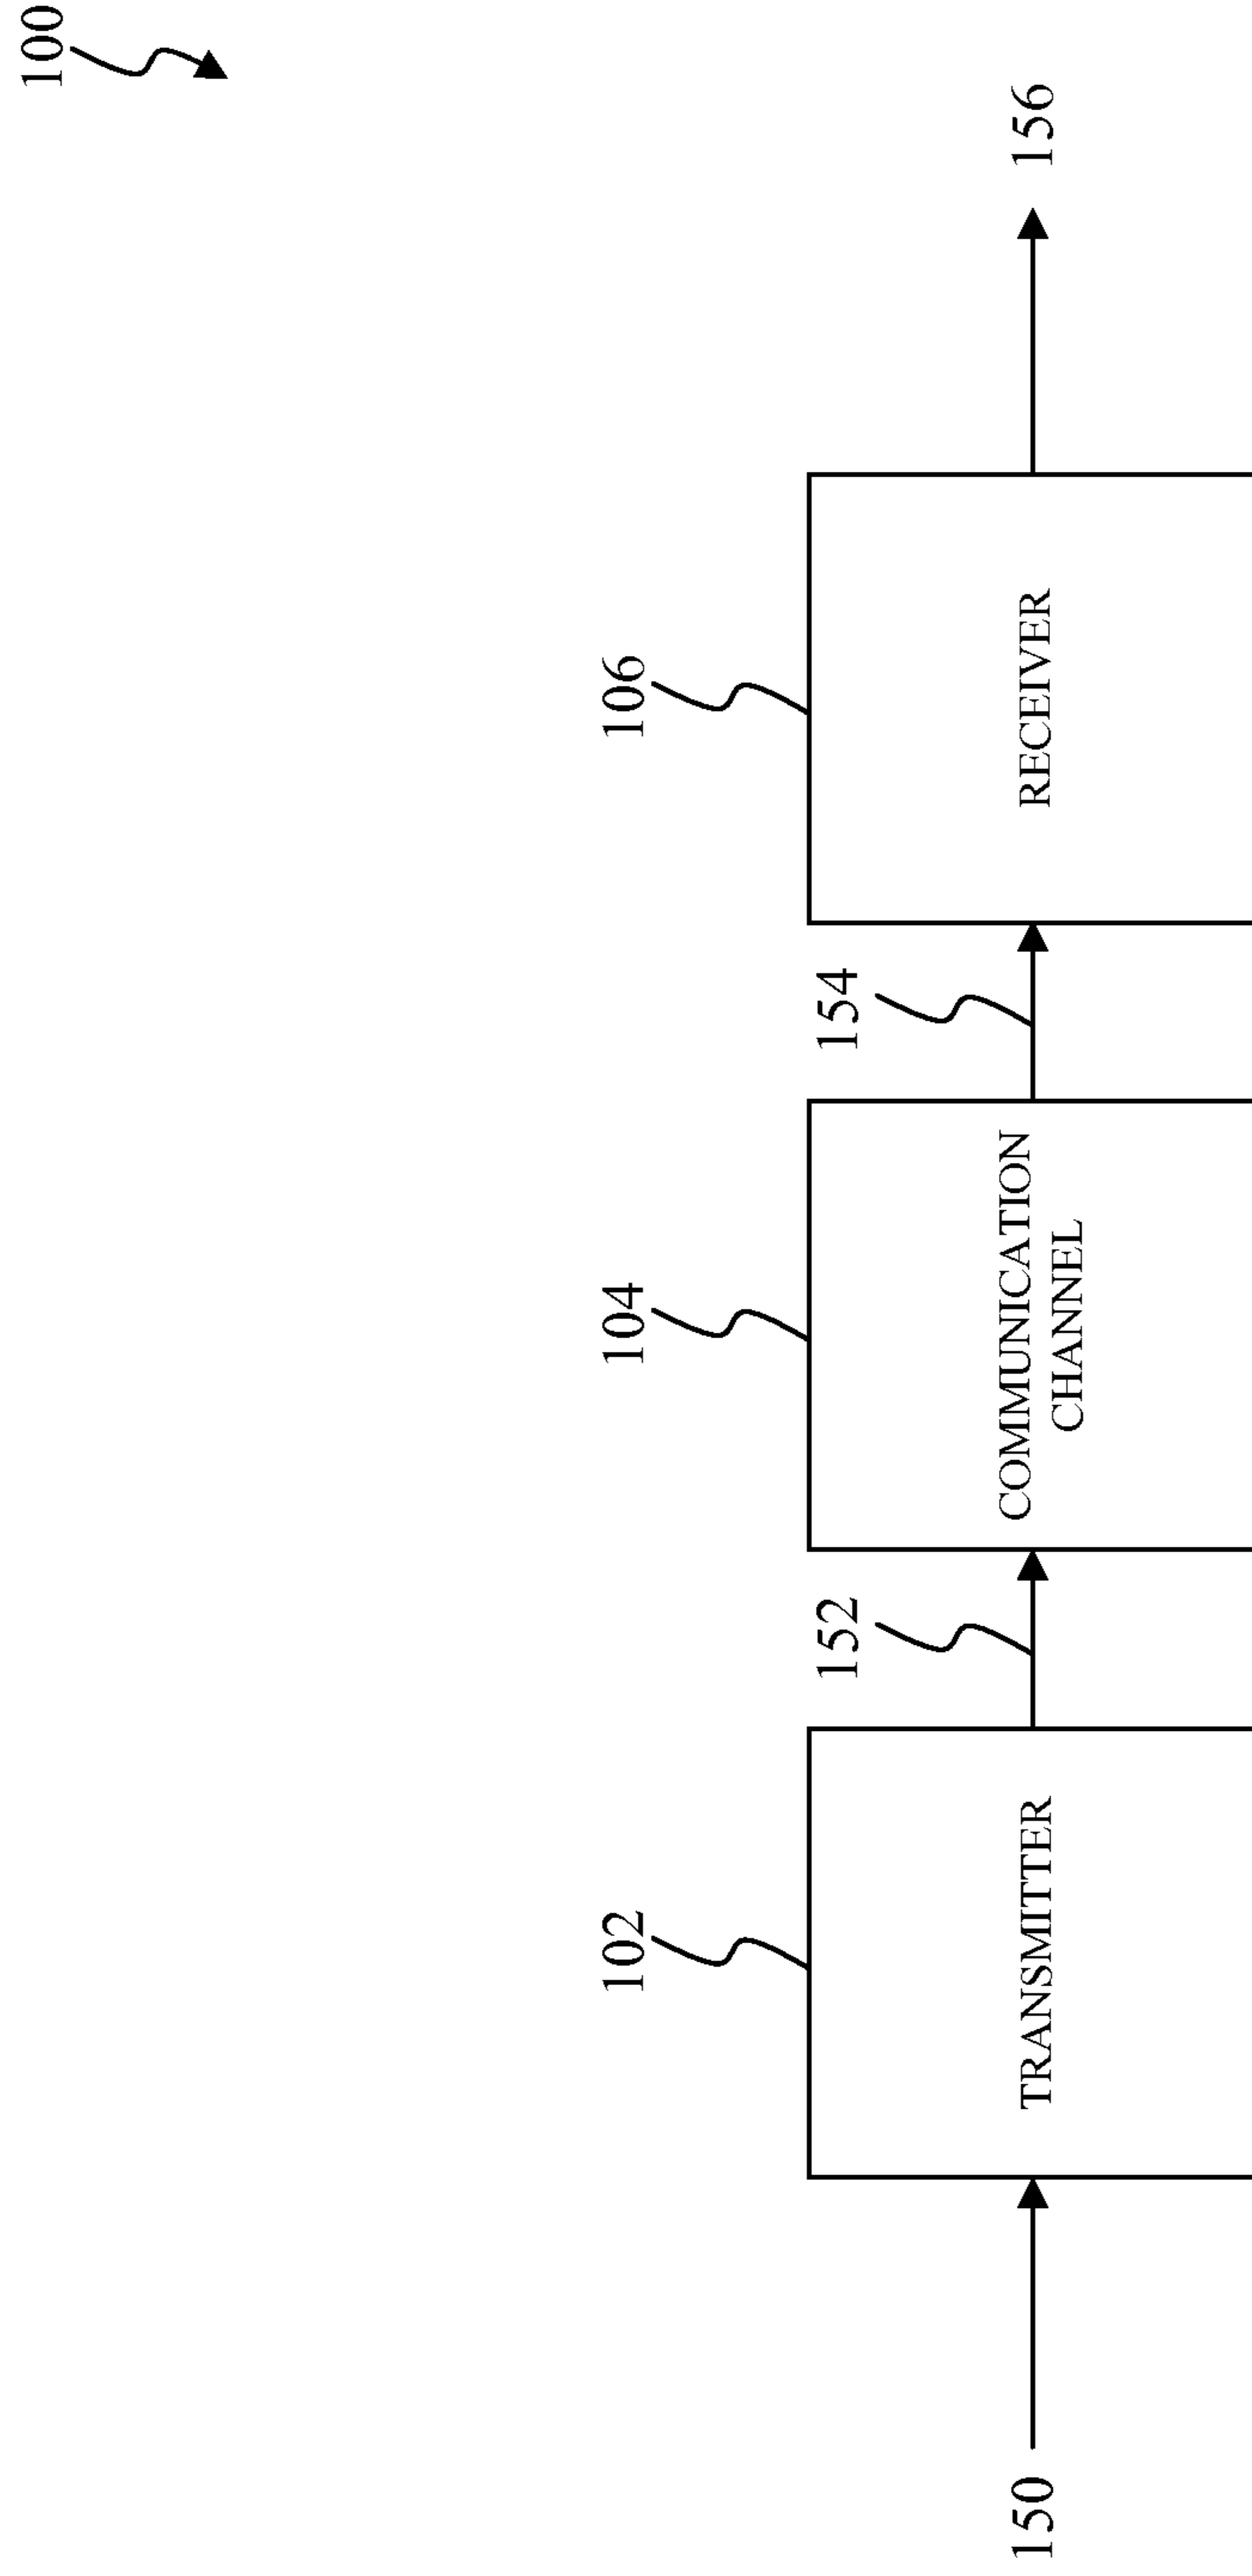 100
102
104
106
150
TRANSMITTER
152
COMMUNICATION
CHANNEL
154
RECEIVER
156